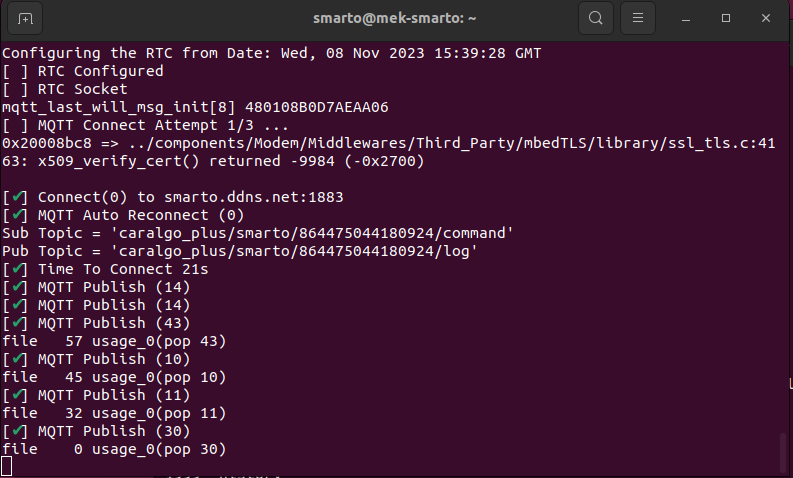 smarto@mek-smarto: ~
Configuring the RTC from Date: Wed, 08 Nov 2023 15:39:28 GMT
[ ] RTC Configured
[ ] RTC Socket
mqtt_last_will_msg_init[8] 480108B0D7AEAA06
[ ] MQTT Connect Attempt 1/3 ...
0x20008bc8 => ../components/Modem/Middlewares/Third_Party/mbedTLS/library/ssl_tls.c:41
63: x509_verify_cert() returned -9984 (-0x2700)
[✔] Connect(0) to smarto.ddns.net:1883
[✔] MQTT Auto Reconnect (0)
Sub Topic = 'caralgo_plus/smarto/864475044180924/command'
Pub Topic = 'caralgo_plus/smarto/864475044180924/log'
[✔] Time To Connect 21s
[✔] MQTT Publish (14)
[✔] MQTT Publish (14)
[✔] MQTT Publish (43)
file   57 usage_0(pop 43)
[✔] MQTT Publish (10)
file   45 usage_0(pop 10)
[✔] MQTT Publish (11)
file   32 usage_0(pop 11)
[✔] MQTT Publish (30)
file    0 usage_0(pop 30)